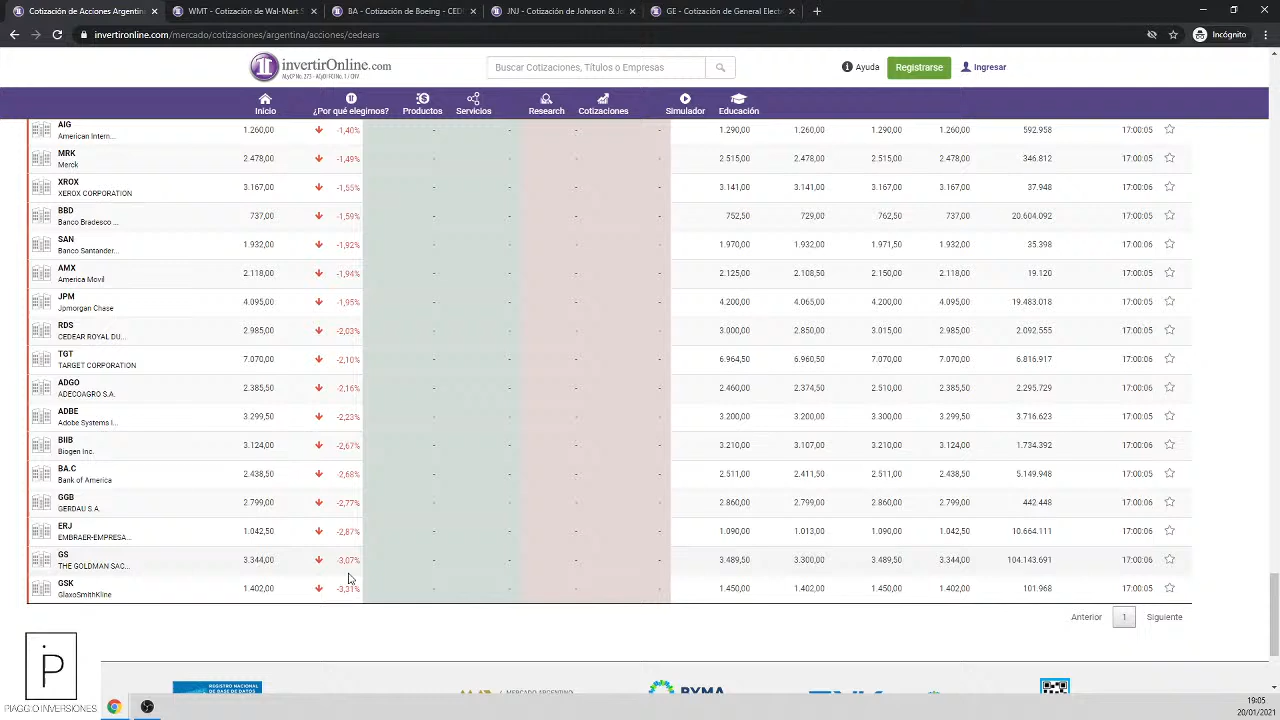 Cotización de Acciones Argentin
WMT - Cotización de Wal-Mart S
BA - Cotización de Boeing - CEDE
JNJ - Cotización de Johnson & Jo
GE - Cotización de General Electr
invertironline.com/mercado/cotizaciones/argentina/acciones/cedears
Incógnito
invertirOnline.com
Buscar Cotizaciones, Títulos o Empresas
Ayuda
Registrarse
Ingresar
Inicio
¿Por qué elegirnos?
Productos
Servicios
Research
Cotizaciones
Simulador
Educación
AIG 1.260,00 -1,40% - - - - 1.290,00 1.260,00 1.290,00 1.260,00 592.958 17:00:05
American Intern...
MRK 2.478,00 -1,49% - - - - 2.519,00 2.478,00 2.515,00 2.478,00 346.812 17:00:05
Merck
XROX 3.167,00 -1,55% - - - - 3.141,00 3.141,00 3.167,00 3.167,00 37.948 17:00:06
XEROX CORPORATION
BBD 737,00 -1,59% - - - - 752,50 729,00 762,50 737,00 20.604.092 17:00:05
Banco Bradesco ...
SAN 1.932,00 -1,92% - - - - 1.970,00 1.932,00 1.971,50 1.932,00 35.398 17:00:06
Banco Santander...
AMX 2.118,00 -1,94% - - - - 2.125,00 2.108,50 2.150,00 2.118,00 19.120 17:00:05
America Movil
JPM 4.095,00 -1,95% - - - - 4.200,00 4.065,00 4.200,00 4.095,00 19.483.018 17:00:05
Jpmorgan Chase
RDS 2.985,00 -2,03% - - - - 3.000,00 2.850,00 3.015,00 2.985,00 2.092.555 17:00:05
CEDEAR ROYAL DU...
TGT 7.070,00 -2,10% - - - - 6.964,50 6.960,50 7.070,00 7.070,00 6.816.917 17:00:06
TARGET CORPORATION
ADGO 2.385,50 -2,16% - - - - 2.460,00 2.374,50 2.510,00 2.385,50 2.295.729 17:00:06
ADECOAGRO S.A.
ADBE 3.299,50 -2,23% - - - - 3.200,00 3.200,00 3.300,00 3.299,50 3.716.623 17:00:06
Adobe Systems I...
BIIB 3.124,00 -2,67% - - - - 3.210,00 3.107,00 3.210,00 3.124,00 1.734.392 17:00:06
Biogen Inc.
BA.C 2.438,50 -2,68% - - - - 2.511,00 2.411,50 2.511,00 2.438,50 5.149.948 17:00:06
Bank of America
GGB 2.799,00 -2,77% - - - - 2.860,00 2.799,00 2.860,00 2.799,00 442.448 17:00:06
GERDAU S.A.
ERJ 1.042,50 -2,87% - - - - 1.090,00 1.013,00 1.090,00 1.042,50 10.664.111 17:00:06
EMBRAER-EMPRESA...
GS 3.344,00 -3,07% - - - - 3.489,50 3.300,00 3.489,50 3.344,00 104.143.691 17:00:06
THE GOLDMAN SAC...
GSK 1.402,00 -3,31% - - - - 1.450,00 1.402,00 1.450,00 1.402,00 101.968 17:00:05
GlaxoSmithKline
Anterior 1 Siguiente
iP
PIAGGIO INVERSIONES
REGISTRO NACIONAL
DE BASE DE DATOS
MERCADO ARGENTINO
BYMA
19:05
20/01/2021